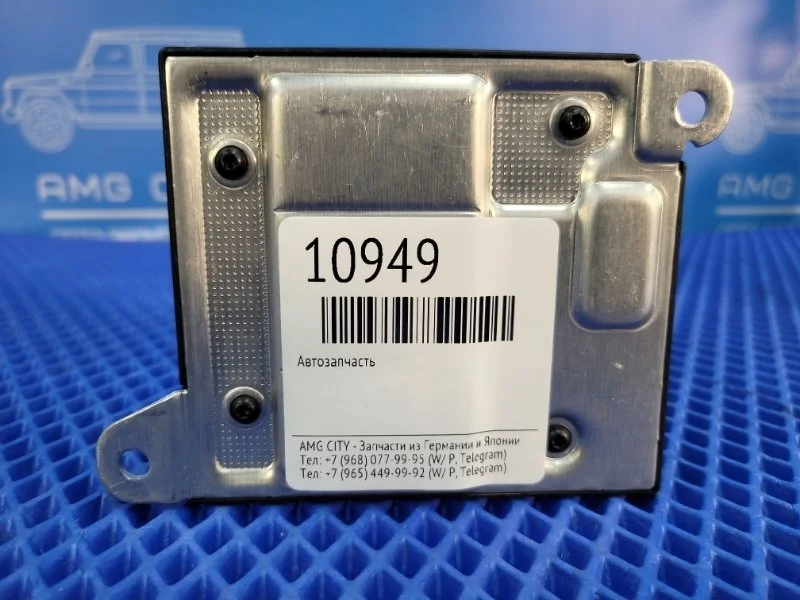 AMG C
AMG CITY
10949
Автозапчасть
AMG CITY - Запчасти из Германии и Японии
Тел: +7 (968) 077-99-95 (W/ P, Telegram)
Тел: +7 (965) 449-99-92 (W/ P, Telegram)